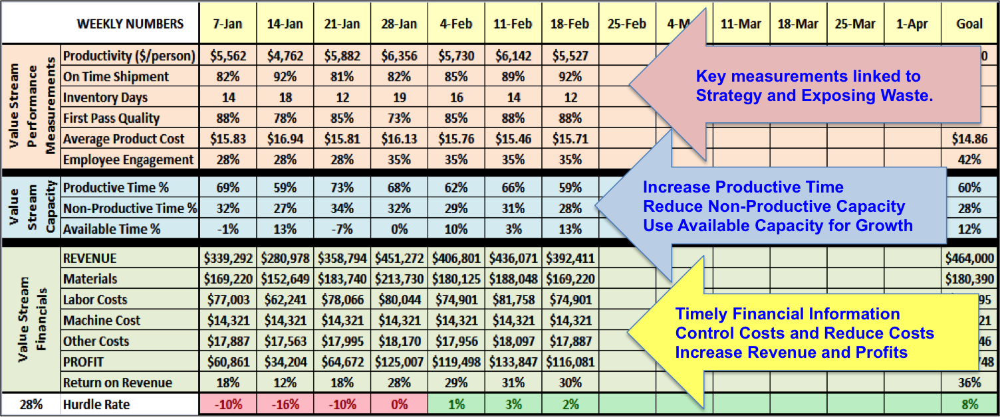 WEEKLY NUMBERS 7-Jan 14-Jan 21-Jan 28-Jan 4-Feb 11-Feb 18-Feb 25-Feb 11-Mar 18-Mar 25-Mar 1-Apr Goal
Value Stream
Performance
Measurements
Productivity ($/person) $5,562 $4,762 $5,882 $6,356 $5,730 $6,142 $5,527
On Time Shipment 82% 92% 81% 82% 85% 89% 92%
Inventory Days 14 18 12 19 16 14 12
First Pass Quality 88% 78% 85% 73% 85% 88% 88%
Average Product Cost $15.83 $16.94 $15.81 $16.13 $15.76 $15.46 $15.71 $14.86
Employee Engagement 28% 28% 28% 35% 35% 35% 35% 42%
Key measurements linked to
Strategy and Exposing Waste.
Value
Stream
Capacity
Productive Time % 69% 59% 73% 68% 62% 66% 59% 60%
Non-Productive Time % 32% 27% 34% 32% 29% 31% 28% 28%
Available Time % -1% 13% -7% 0% 10% 3% 13% 12%
Increase Productive Time
Reduce Non-Productive Capacity
Use Available Capacity for Growth
Value Stream
Financials
REVENUE $339,292 $280,978 $358,794 $451,272 $406,801 $436,071 $392,411 $464,000
Materials $169,220 $152,649 $183,740 $213,730 $180,125 $188,048 $169,220 $180,390
Labor Costs $77,003 $62,241 $78,066 $80,044 $74,901 $81,758 $74,901
Machine Cost $14,321 $14,321 $14,321 $14,321 $14,321 $14,321 $14,321
Other Costs $17,887 $17,563 $17,995 $18,170 $17,956 $18,097 $17,887
PROFIT $60,861 $34,204 $64,672 $125,007 $119,498 $133,847 $116,081
Return on Revenue 18% 12% 18% 28% 29% 31% 30% 36%
Timely Financial Information
Control Costs and Reduce Costs
Increase Revenue and Profits
28% Hurdle Rate -10% -16% -10% 0% 1% 3% 2% 8%